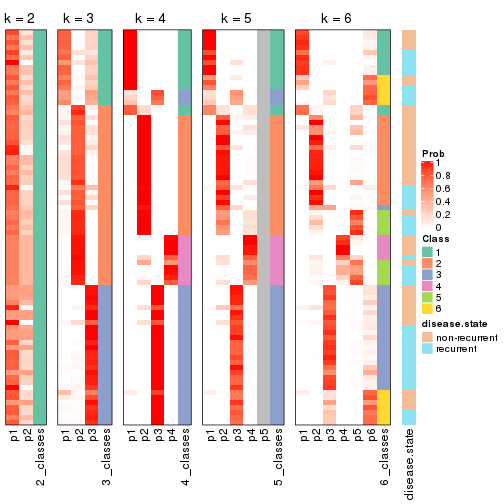 k = 2
k = 3
k = 4
k = 5
k = 6
Prob
1
0.8
0.6
0.4
0.2
0
Class
1
2
3
4
5
6
disease.state
non-recurrent
recurrent
p1
p2
2_classes
p1
p2
p3
3_classes
p1
p2
p3
p4
4_classes
p1
p2
p3
p4
p5
5_classes
p1
p2
p3
p4
p5
p6
6_classes
disease.state